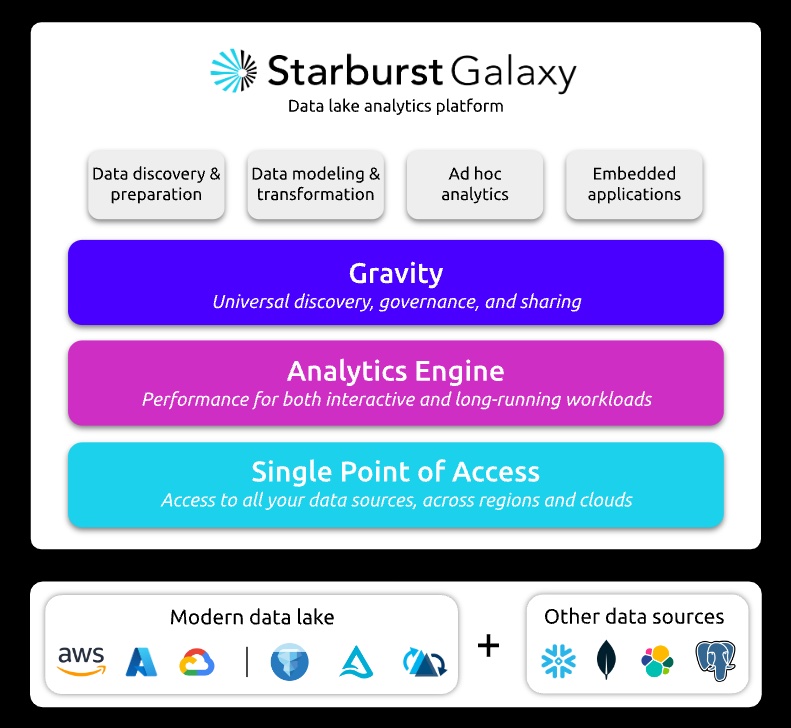 Starburst Galaxy
Data lake analytics platform
Data discovery &
preparation
Data modeling &
transformation
Ad hoc
analytics
Embedded
applications
Gravity
Universal discovery, governance, and sharing
Analytics Engine
Performance for both interactive and long-running workloads
Single Point of Access
Access to all your data sources, across regions and clouds
Modern data lake
aws
+
Other data sources